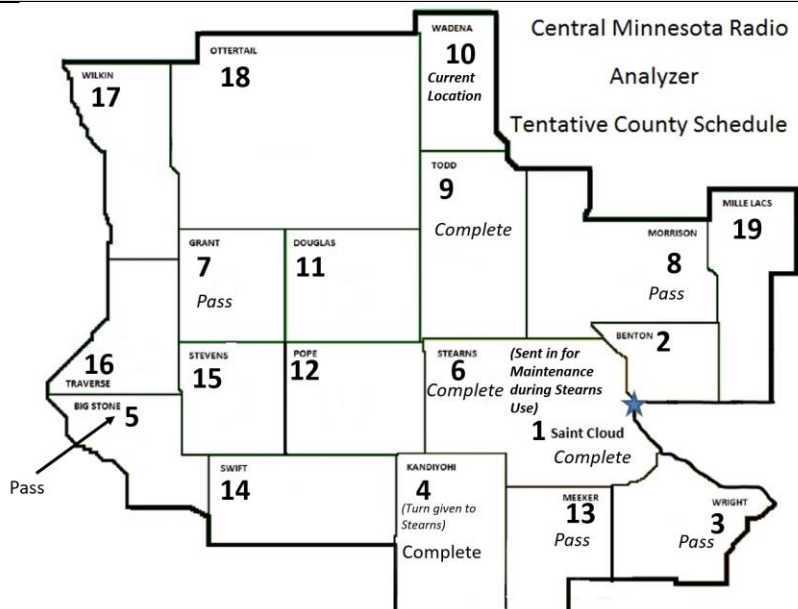 Central Minnesota Radio
Analyzer
Tentative County Schedule
WADENA
10
Current
Location
OTTERTAIL
18
WILKIN
17
TODD
9
Complete
MILLE LACS
19
MORRISON
8
Pass
GRANT
7
Pass
DOUGLAS
11
BENTON 2
STEVENS
15
POPE
12
STEARNS
6
Complete
(Sent in for
Maintenance
during Stearns
Use)
1 Saint Cloud
Complete
16
TRAVERSE
BIG STONE 5
Pass
SWIFT
14
KANDIYOHI
4
(Turn given to
Stearns)
Complete
MEEKER
13
Pass
WRIGHT
3
Pass